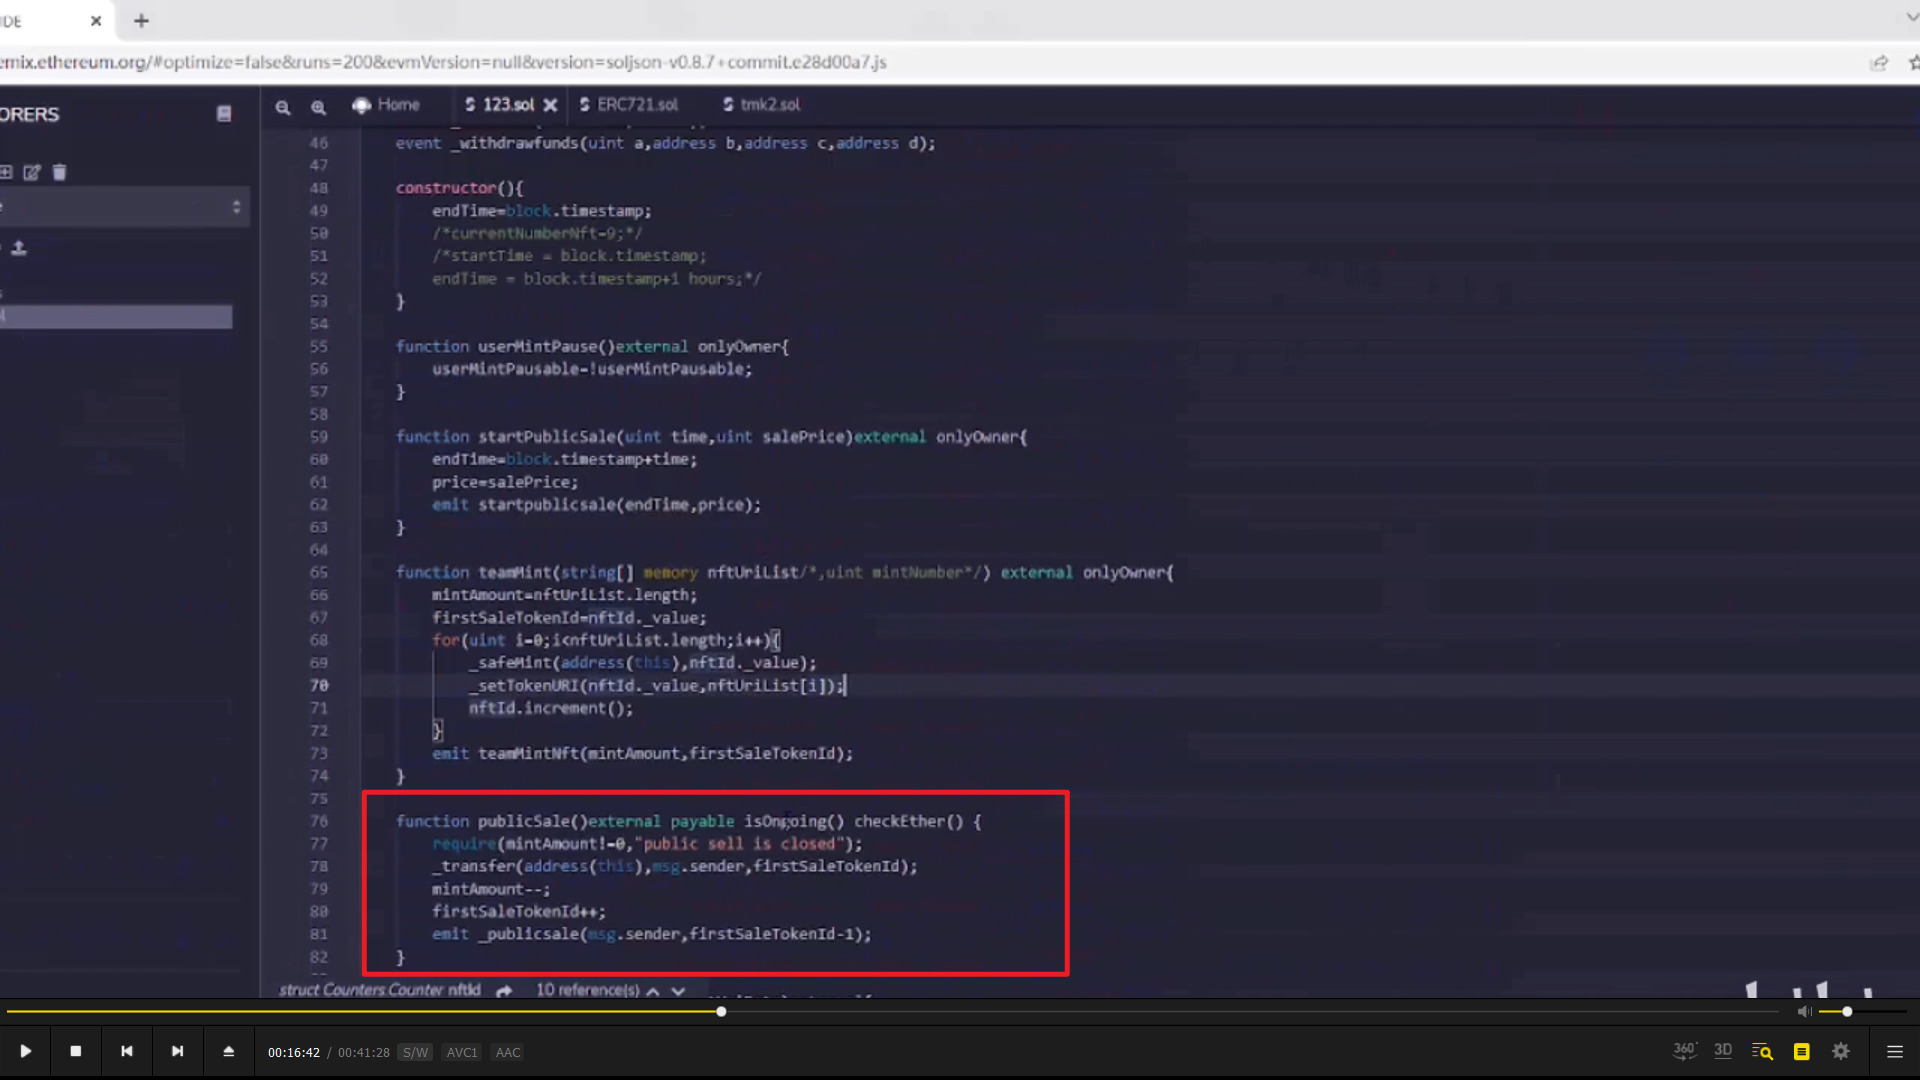 IDE
emix.ethereum.org/#optimize=false&runs=200&evmVersion=null&version=soljson-v0.8.7+commit.e28d00a7.js
ORERS
Home
123.sol
ERC721.sol
tmk2.sol
46 event _withdrawfunds(uint a,address b,address c,address d);
47
48 constructor(){
49 endTime=block.timestamp;
50 /*currentNumberNft=9;*/
51 /*startTime = block.timestamp;
52 endTime = block.timestamp+1 hours;*/
53 }
54
55 function userMintPause()external onlyOwner{
56 userMintPausable=!userMintPausable;
57 }
58
59 function startPublicSale(uint time,uint salePrice)external onlyOwner{
60 endTime=block.timestamp+time;
61 price=salePrice;
62 emit startpublicsale(endTime,price);
63 }
64
65 function teamMint(string[] memory nftUriList/*,uint mintNumber*/) external onlyOwner{
66 mintAmount=nftUriList.length;
67 firstSaleTokenId=nftId._value;
68 for(uint i=0;i<nftUriList.length;i++){
69 _safeMint(address(this),nftId._value);
70 _setTokenURI(nftId._value,nftUriList[i]);
71 nftId.increment();
72 }
73 emit teamMintNft(mintAmount,firstSaleTokenId);
74 }
75
76 function publicSale()external payable isOngoing() checkEther() {
77 require(mintAmount!=0,"public sell is closed");
78 _transfer(address(this),msg.sender,firstSaleTokenId);
79 mintAmount--;
80 firstSaleTokenId++;
81 emit _publicsale(msg.sender,firstSaleTokenId-1);
82 }
struct Counters.Counter nftId 10 reference(s)
00:16:42 / 00:41:28 S/W AVC1 AAC
360° 3D